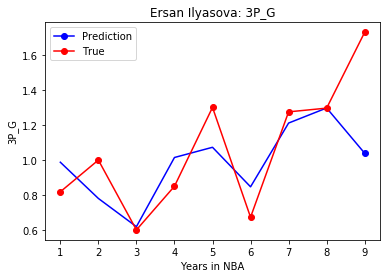 Ersan Ilyasova: 3P_G
Prediction
True
3P_G
1.6
1.4
1.2
1.0
0.8
0.6
1 2 3 4 5 6 7 8 9
Years in NBA